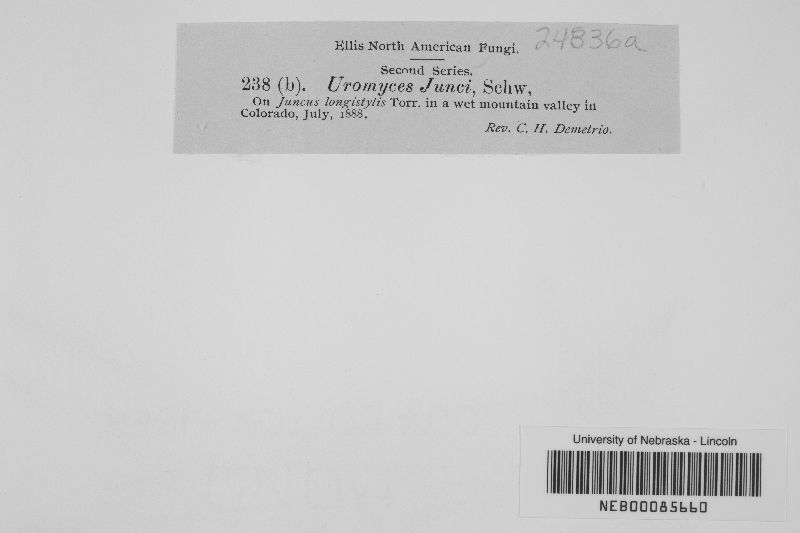 Ellis North American Fungi. 24836a
Second Series.
238 (b). Uromyces Junci, Schw,
On Juncus longistylis Torr. in a wet mountain valley in
Colorado, July, 1888.
Rev. C. H. Demetrio.
University of Nebraska - Lincoln
NEB00085660